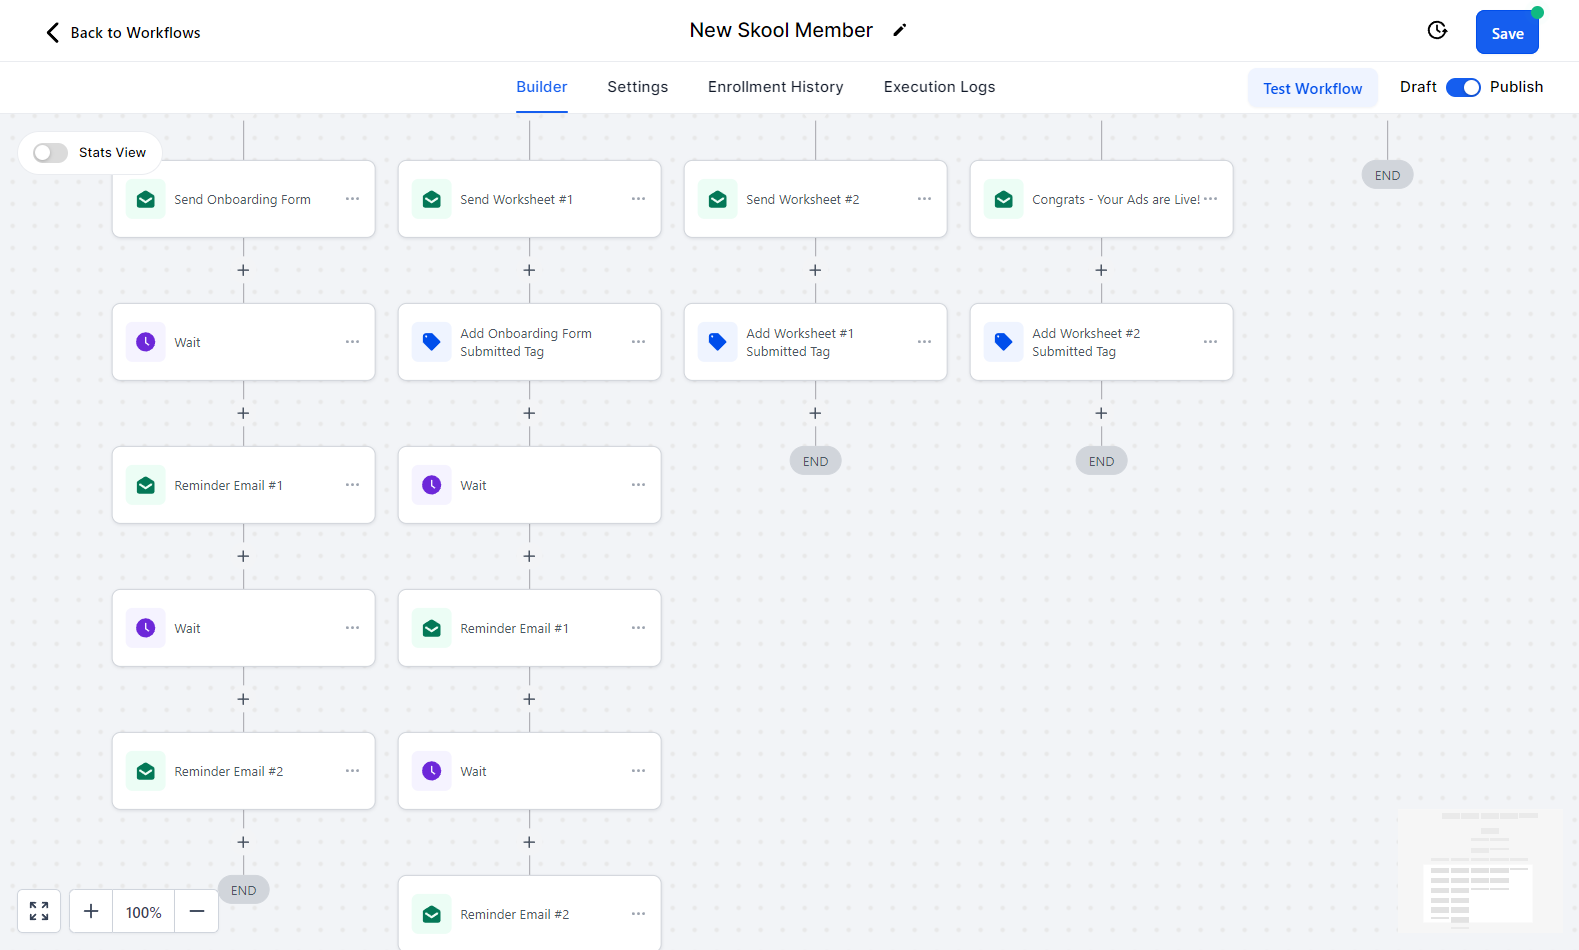 Back to Workflows
New Skool Member
Save
Builder
Settings
Enrollment History
Execution Logs
Test Workflow
Draft
Publish
Stats View
END
Send Onboarding Form
Send Worksheet #1
Send Worksheet #2
Congrats - Your Ads are Live!
Wait
Add Onboarding Form
Submitted Tag
Add Worksheet #1
Submitted Tag
Add Worksheet #2
Submitted Tag
Reminder Email #1
Wait
END
END
Wait
Reminder Email #1
Reminder Email #2
Wait
END
Reminder Email #2
100%